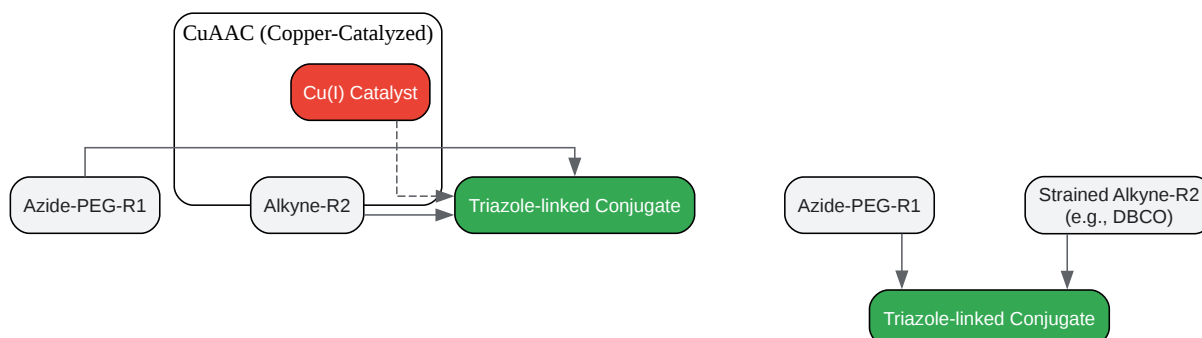 CuAAC (Copper-Catalyzed)
Cu(I) Catalyst
Azide-PEG-R1
Alkyne-R2
Triazole-linked Conjugate
Azide-PEG-R1
Strained Alkyne-R2
(e.g., DBCO)
Triazole-linked Conjugate